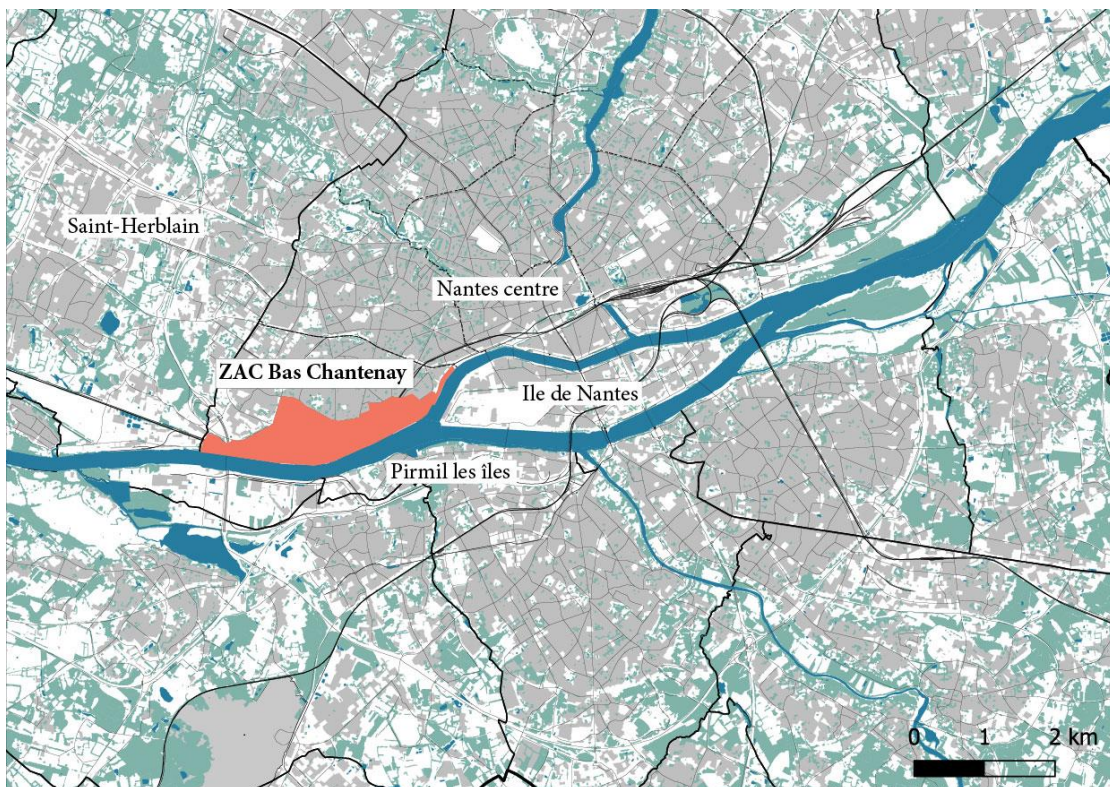 Saint-Herblain
Nantes centre
ZAC Bas Chantenay
Ile de Nantes
Pirmil les îles
0 1 2 km